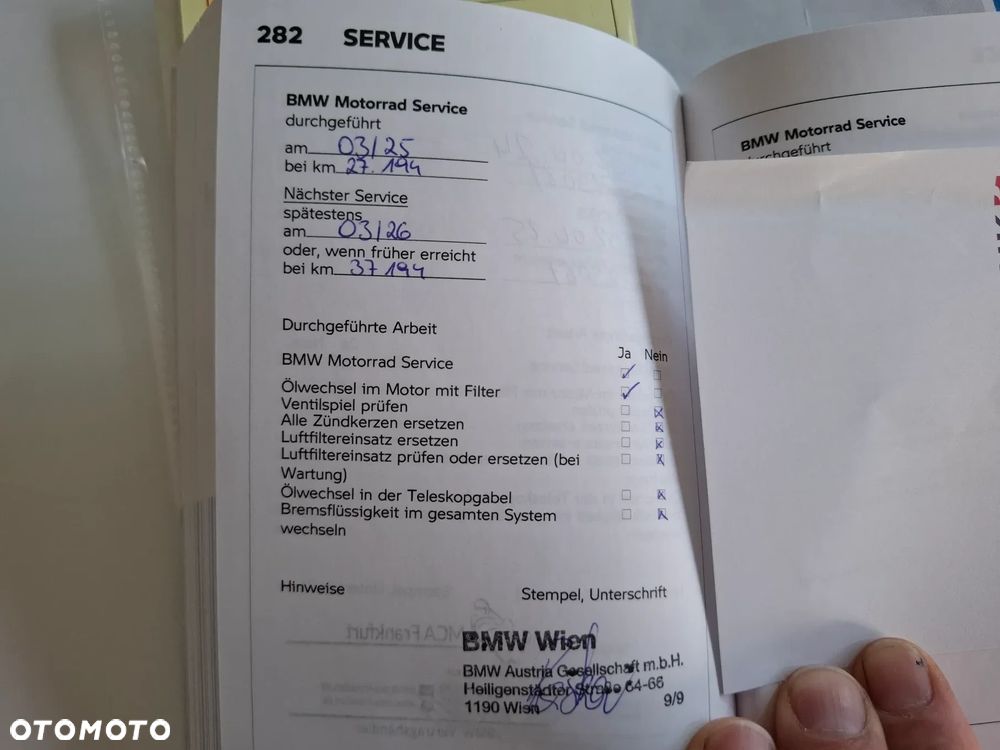 282 SERVICE
BMW Motorrad Service
durchgeführt
am 03/25
bei km 27.194
Nächster Service
spätestens
am 03/26
oder, wenn früher erreicht
bei km 37194
Durchgeführte Arbeit
Ja Nein
BMW Motorrad Service
Ölwechsel im Motor mit Filter
Ventilspiel prüfen
Alle Zündkerzen ersetzen
Luftfiltereinsatz ersetzen
Luftfiltereinsatz prüfen oder ersetzen (bei
Wartung)
Ölwechsel in der Teleskopgabel
Bremsflüssigkeit im gesamten System
wechseln
Hinweise
Stempel, Unterschrift
BMW Wien
BMW Austria Gesellschaft m.b.H.
Heiligenstädter Straße 64-66
1190 Wien 9/9
BMW Motorrad Service
durchgeführt
OTOMOTO